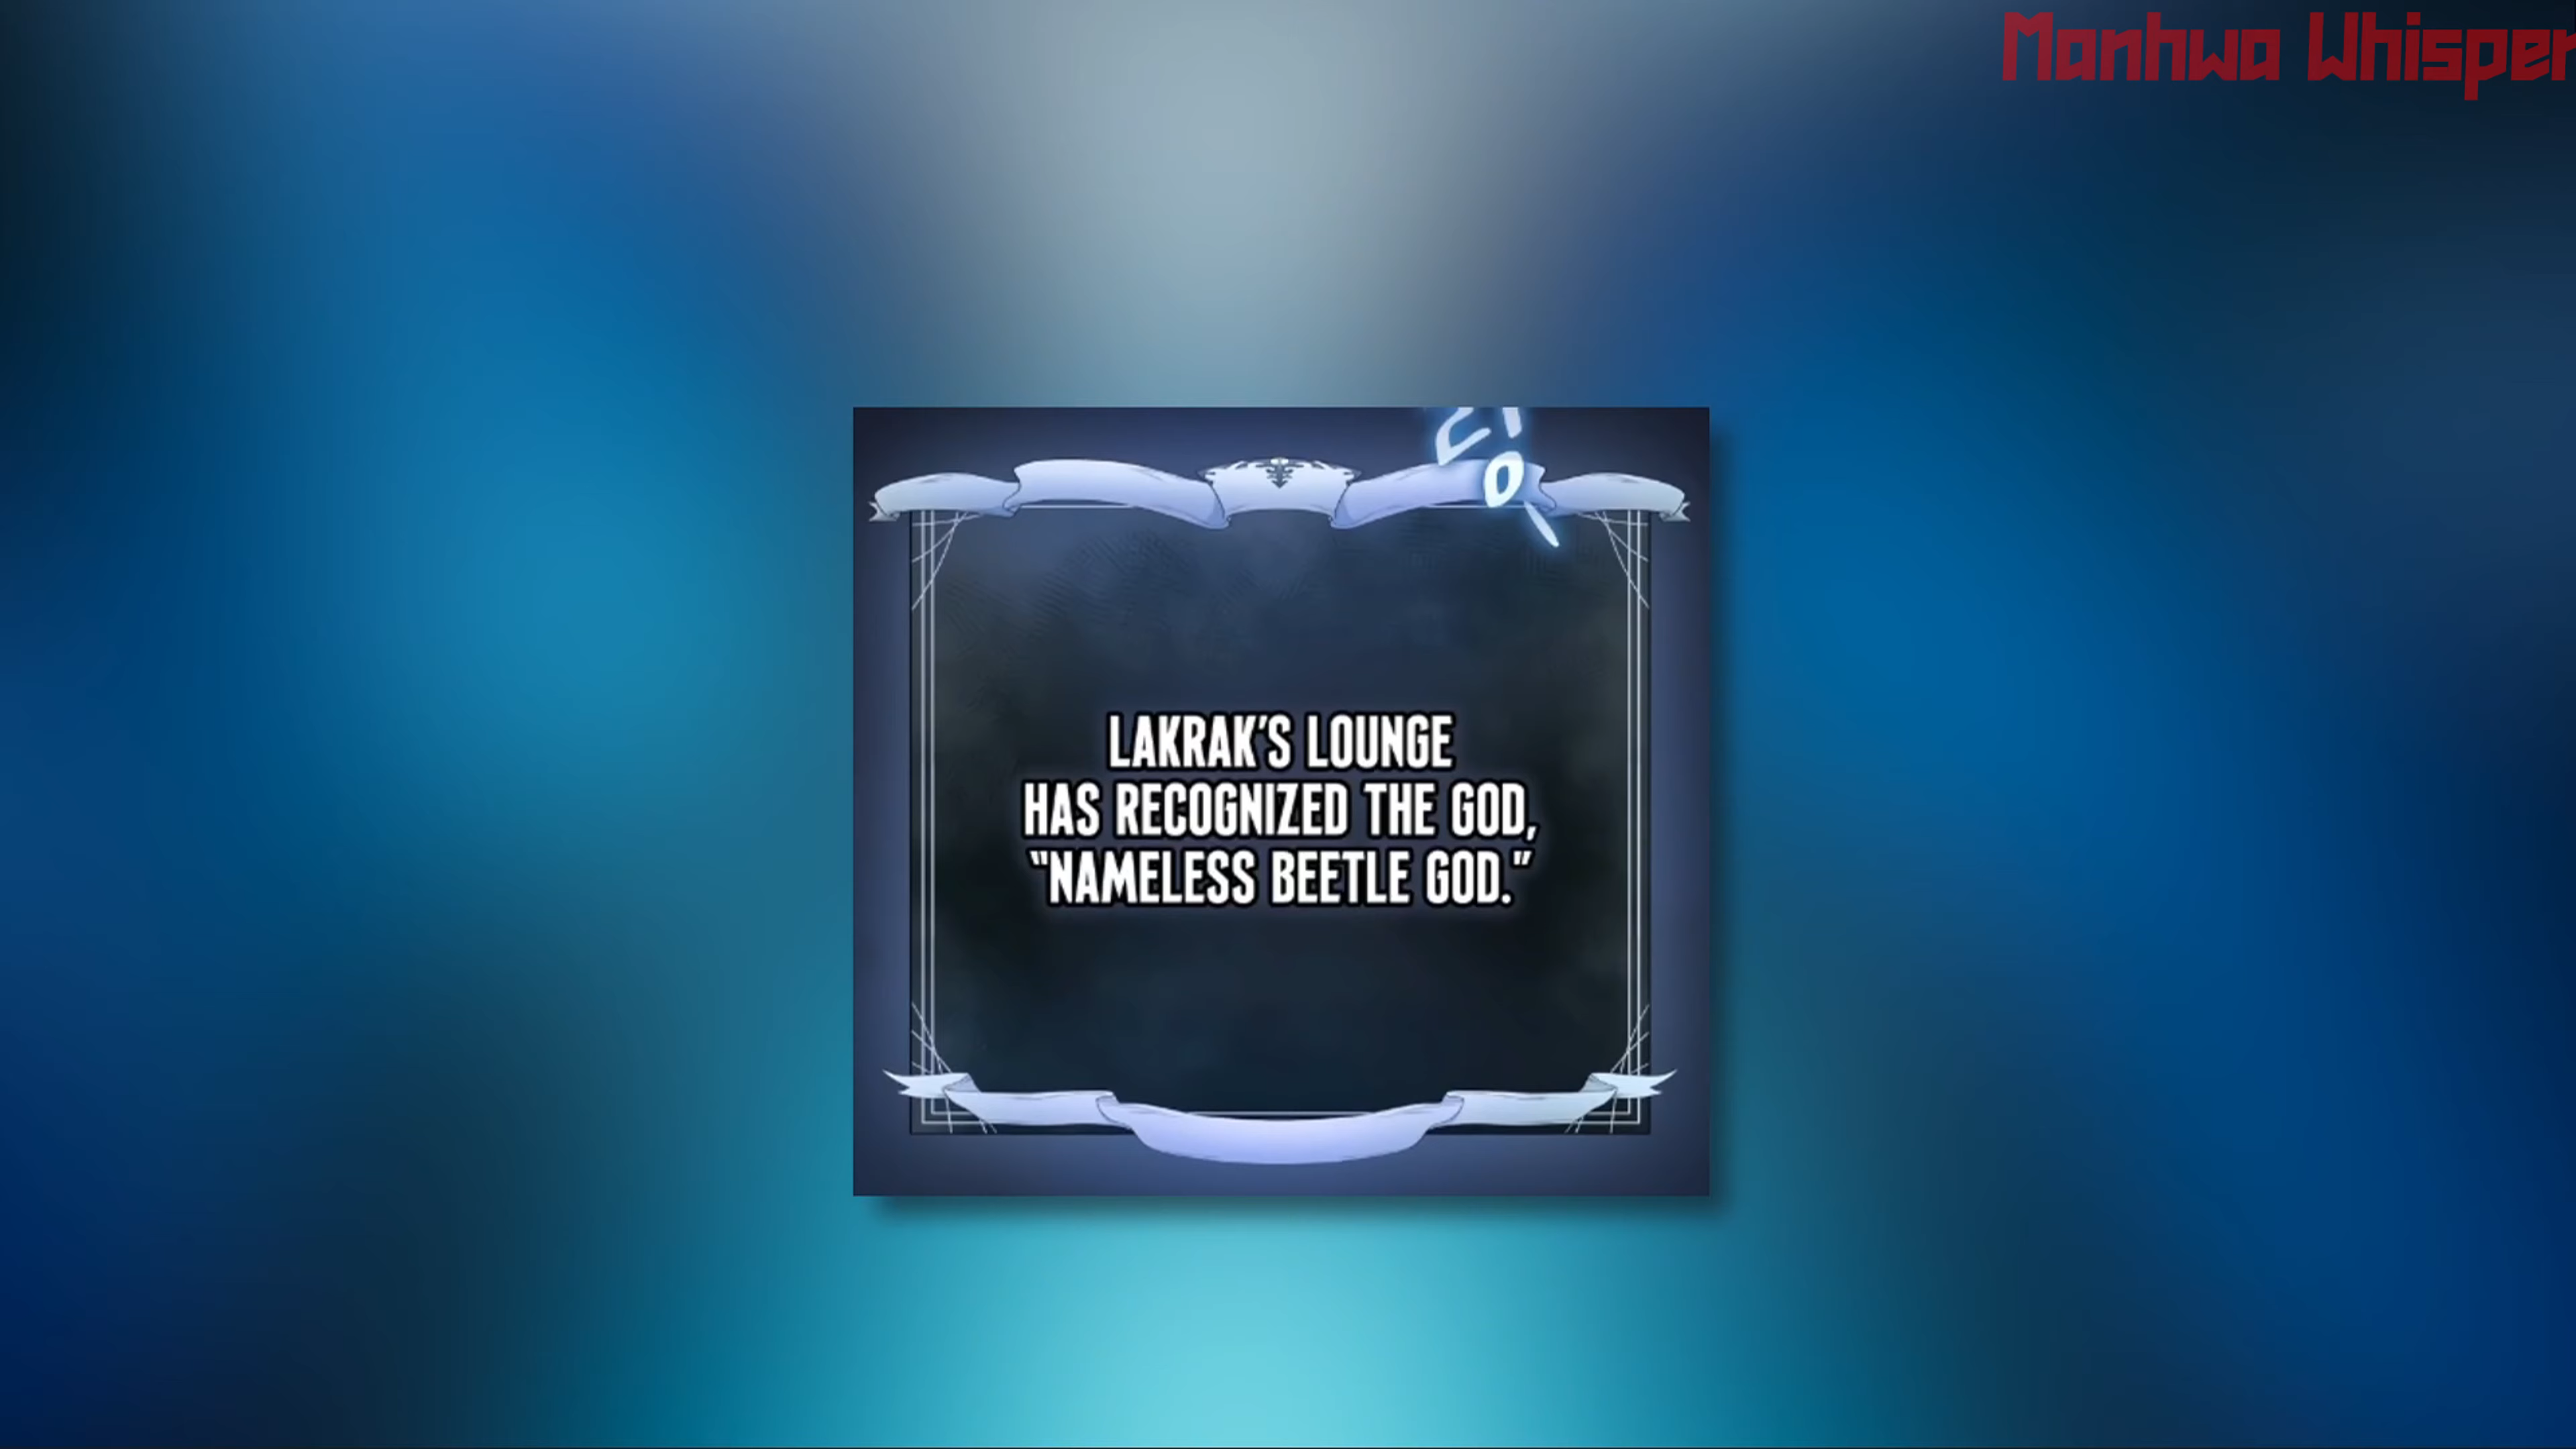 Manhwa Whisper
LAKRAK'S LOUNGE
HAS RECOGNIZED THE GOD,
"NAMELESS BEETLE GOD."